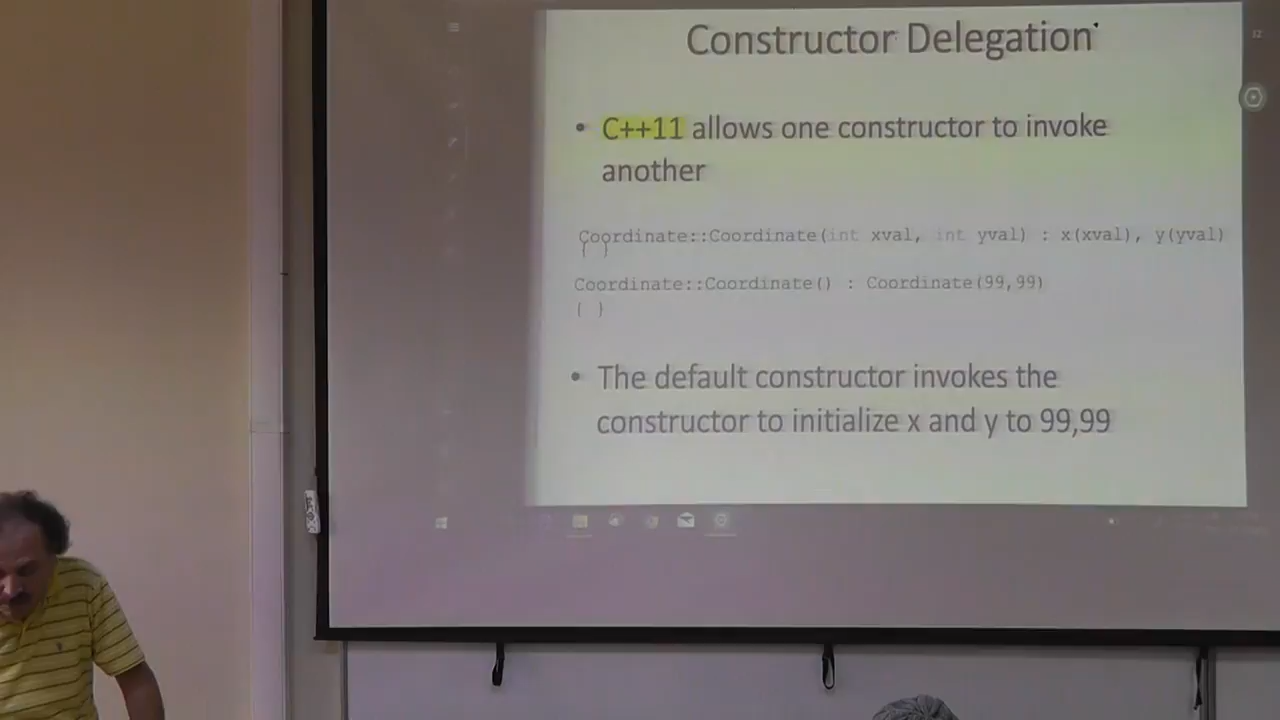 Constructor Delegation
• C++11 allows one constructor to invoke
another
Coordinate::Coordinate(int xval, int yval) : x(xval), y(yval)
{ }
Coordinate::Coordinate() : Coordinate(99,99)
{ }
• The default constructor invokes the
constructor to initialize x and y to 99,99
12